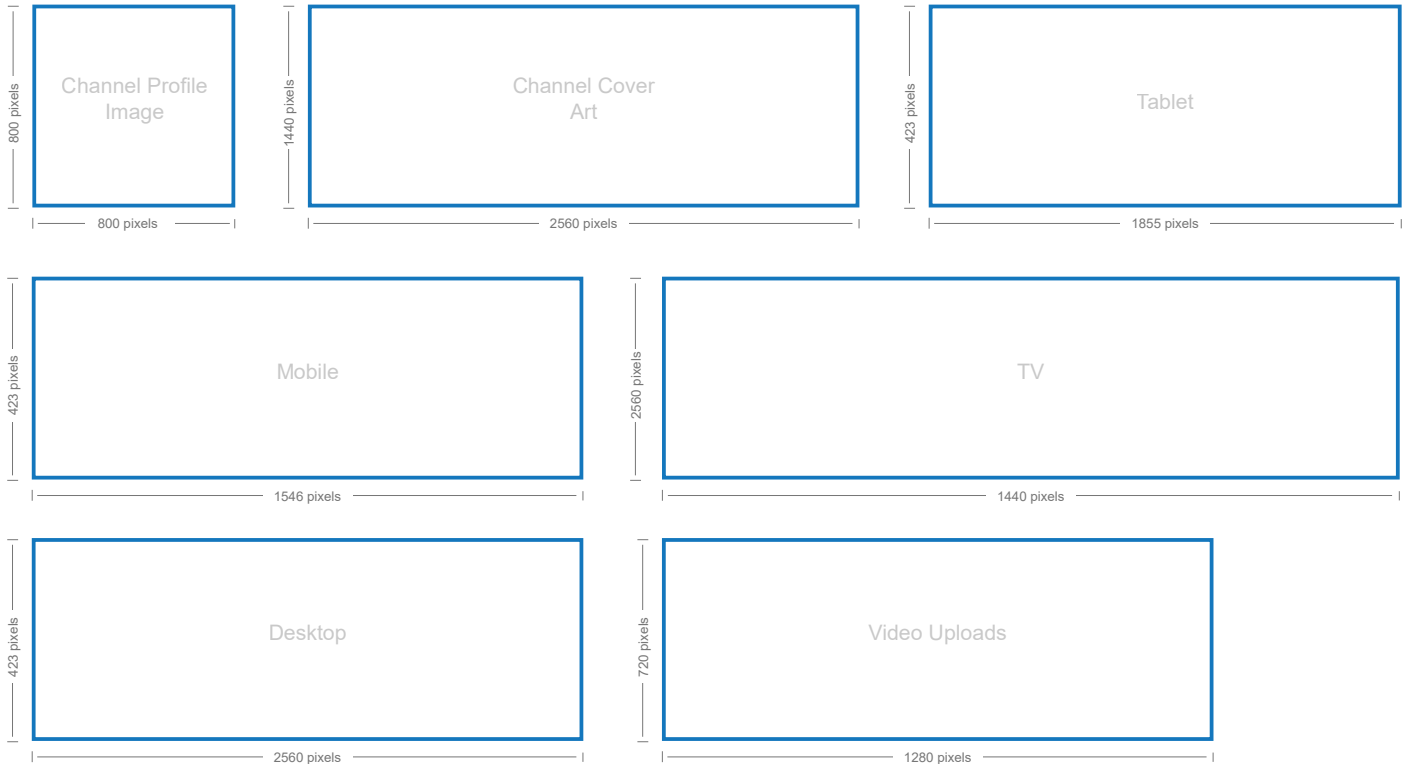 800 pixels
Channel Profile
Image
800 pixels
1440 pixels
Channel Cover
Art
2560 pixels
423 pixels
Tablet
1855 pixels
423 pixels
Mobile
1546 pixels
2560 pixels
TV
1440 pixels
423 pixels
Desktop
2560 pixels
720 pixels
Video Uploads
1280 pixels